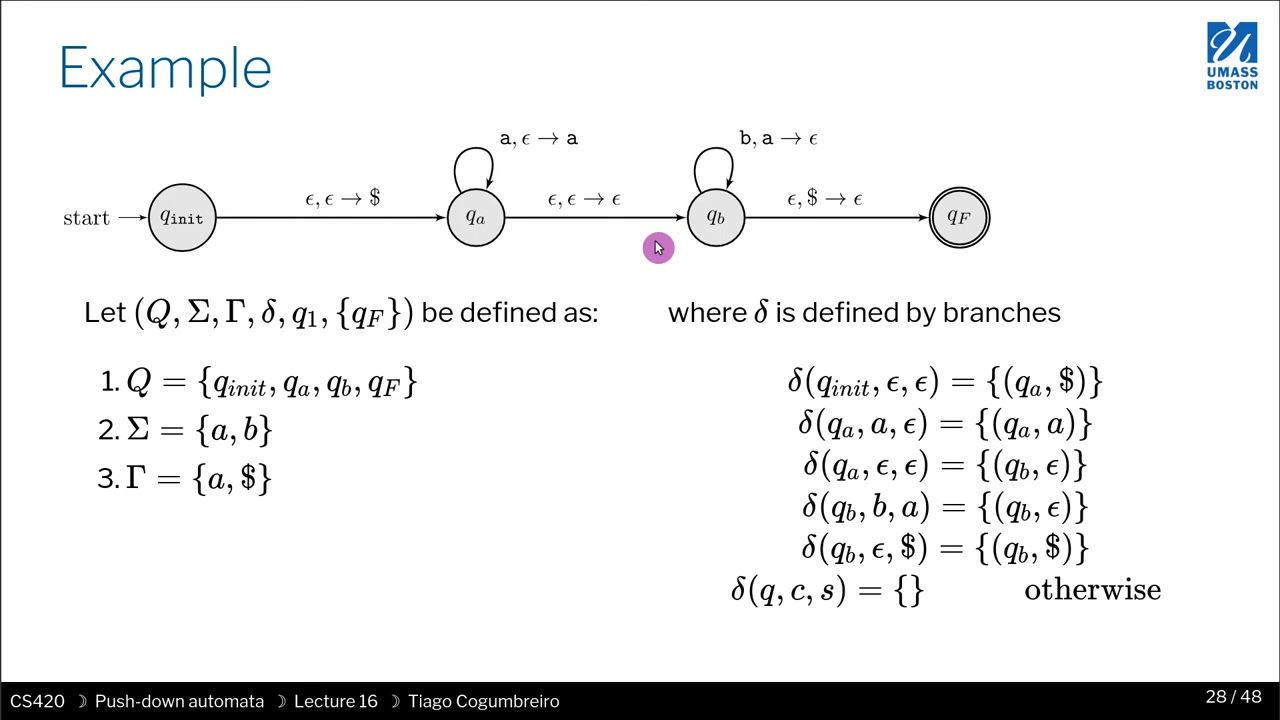 Example
UMASS
BOSTON
a, ϵ → a
b, a → ϵ
ϵ, ϵ → $
ϵ, ϵ → ϵ
ϵ, $ → ϵ
start
q_init
q_a
q_b
q_F
Let (Q, Σ, Γ, δ, q_1, {q_F}) be defined as:
1. Q = {q_init, q_a, q_b, q_F}
2. Σ = {a, b}
3. Γ = {a, $}
where δ is defined by branches
δ(q_init, ϵ, ϵ) = {(q_a, $)}
δ(q_a, a, ϵ) = {(q_a, a)}
δ(q_a, ϵ, ϵ) = {(q_b, ϵ)}
δ(q_b, b, a) = {(q_b, ϵ)}
δ(q_b, ϵ, $) = {(q_b, $)}
δ(q, c, s) = {} otherwise
CS420 ☽ Push-down automata ☽ Lecture 16 ☽ Tiago Cogumbreiro
28 / 48